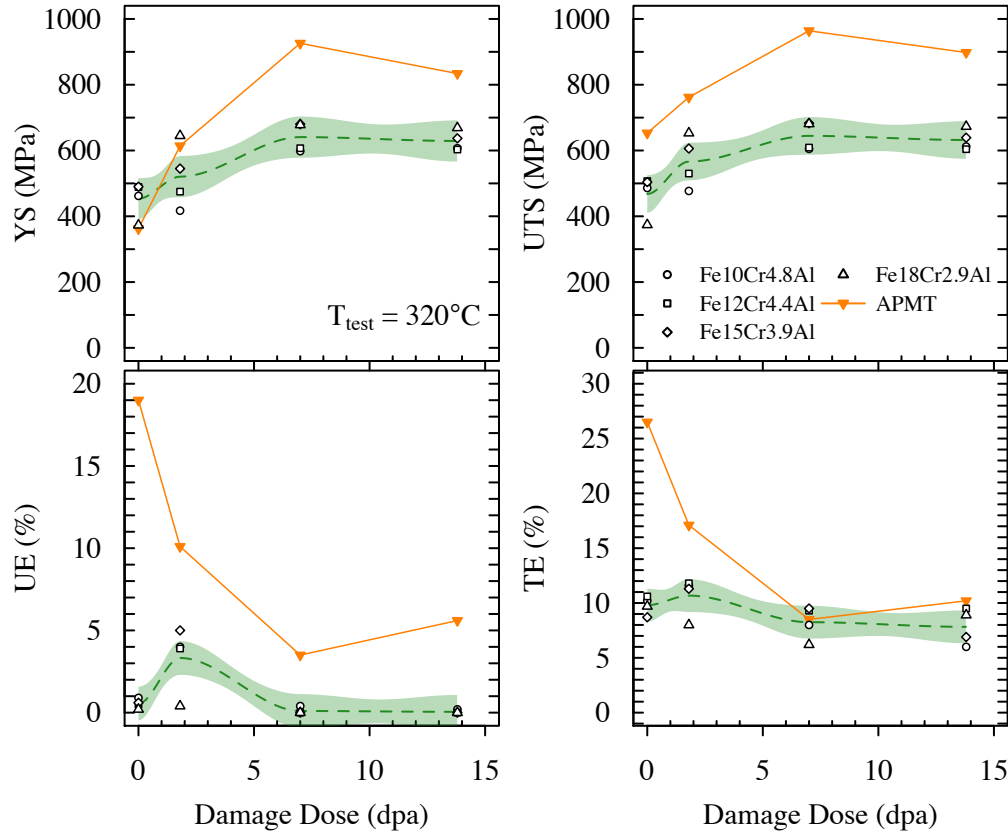 1000
800
600
400
200
0
YS (MPa)
T_test = 320°C
1000
800
600
400
200
0
UTS (MPa)
Fe10Cr4.8Al
Fe12Cr4.4Al
Fe15Cr3.9Al
Fe18Cr2.9Al
APMT
20
15
10
5
0
UE (%)
0 5 10 15
Damage Dose (dpa)
30
25
20
15
10
5
0
TE (%)
0 5 10 15
Damage Dose (dpa)